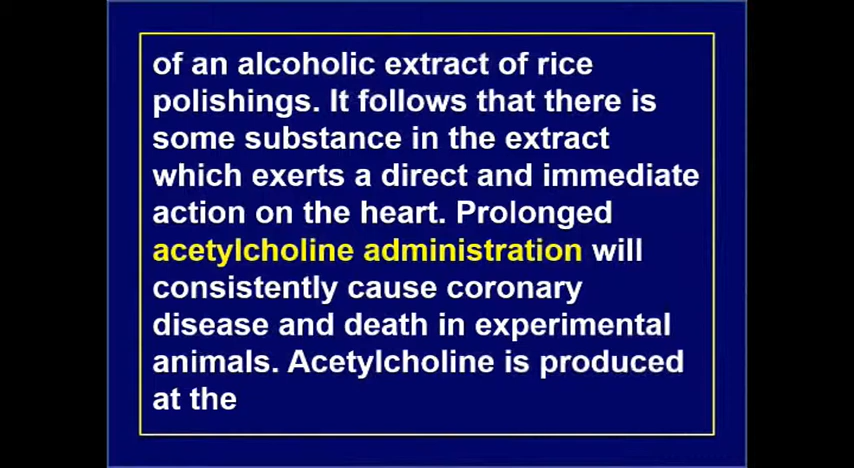 of an alcoholic extract of rice
polishings. It follows that there is
some substance in the extract
which exerts a direct and immediate
action on the heart. Prolonged
acetylcholine administration will
consistently cause coronary
disease and death in experimental
animals. Acetylcholine is produced
at the